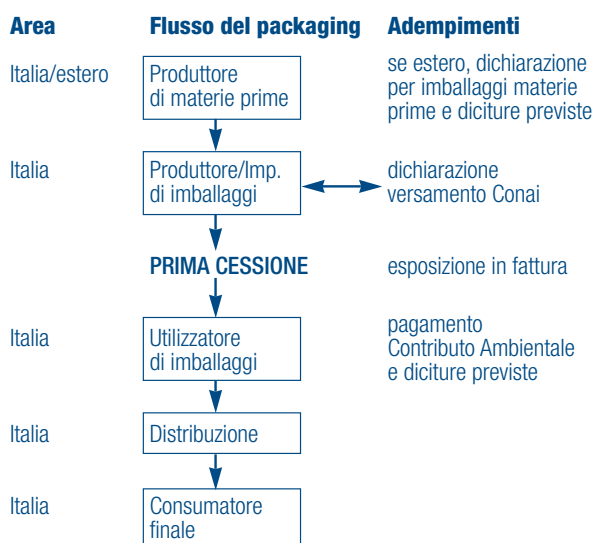 Area Flusso del packaging Adempimenti
Italia/estero
Produttore
di materie prime
se estero, dichiarazione
per imballaggi materie
prime e diciture previste
Italia
Produttore/Imp.
di imballaggi
dichiarazione
versamento Conai
PRIMA CESSIONE
esposizione in fattura
Italia
Utilizzatore
di imballaggi
pagamento
Contributo Ambientale
e diciture previste
Italia
Distribuzione
Italia
Consumatore
finale